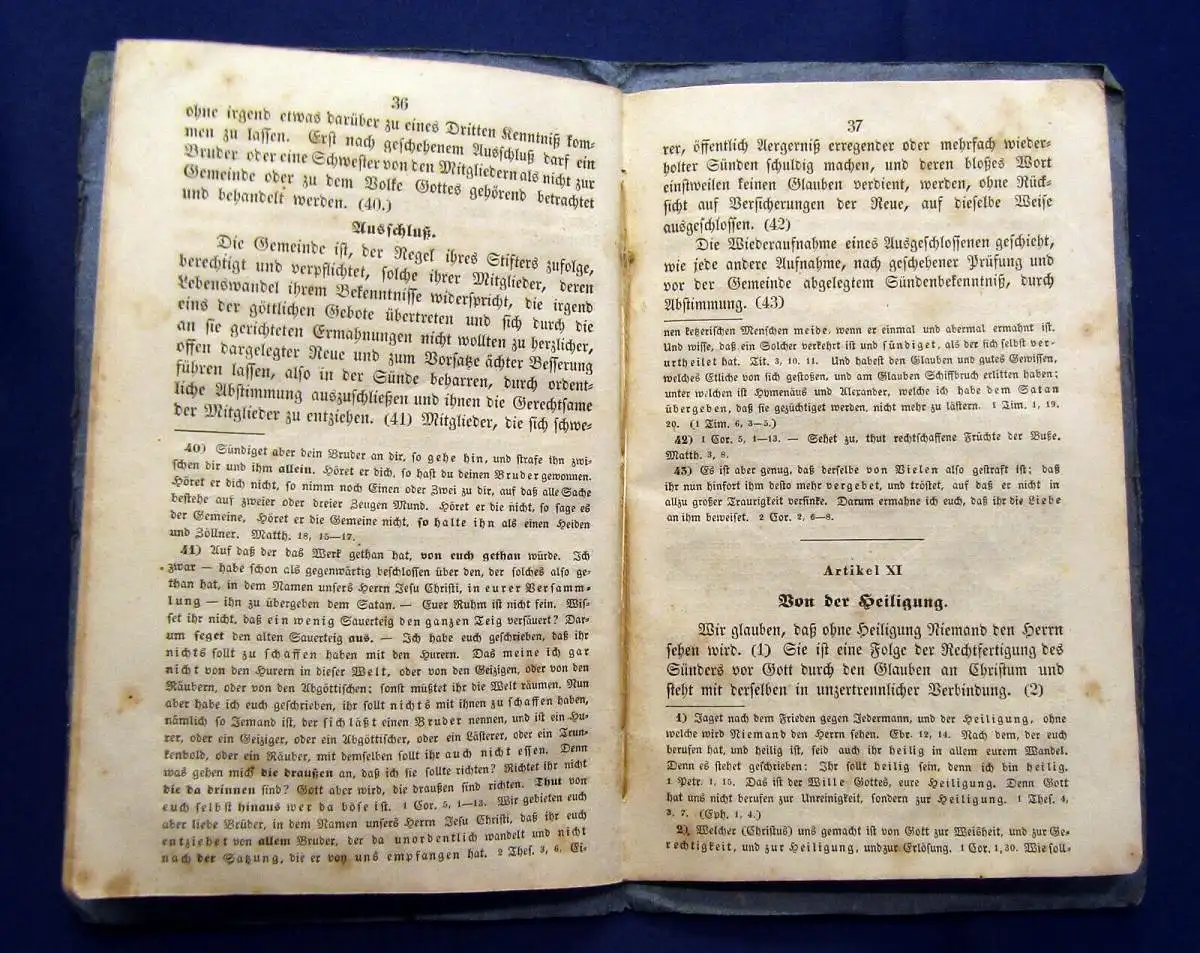 36
ohne irgend etwas darüber zu eines Dritten Kenntniß kom-
men zu lassen. Erst nach geschehenem Ausschluß darf ein
Bruder oder eine Schwester von den Mitgliedern als nicht zur
Gemeinde oder zu dem Volke Gottes gehörend betrachtet
und behandelt werden. (40.)
Ausschluß.
Die Gemeinde ist, der Regel ihres Stifters zufolge,
berechtigt und verpflichtet, solche ihrer Mitglieder, deren
Lebenswandel ihrem Bekenntnisse widerspricht, die irgend
eins der göttlichen Gebote übertreten und sich durch die
an sie gerichteten Ermahnungen nicht wollten zu herzlicher,
offen dargelegter Reue und zum Vorsatze ächter Besserung
führen lassen, also in der Sünde beharren, durch ordent-
liche Abstimmung auszuschließen und ihnen die Gerechtsame
der Mitglieder zu entziehen. (41) Mitglieder, die sich schwe-
40) Sündiget aber dein Bruder an dir, so gehe hin, und strafe ihn zwi-
schen dir und ihm allein. Höret er dich, so hast du deinen Bruder gewonnen.
Höret er dich nicht, so nimm noch Einen oder Zwei zu dir, auf daß alle Sache
bestehe auf zweier oder dreier Zeugen Mund. Höret er die nicht, so sage es
der Gemeine, Höret er die Gemeine nicht, so halte ihn als einen Heiden
und Zöllner. Matth. 18, 15—17.
41) Auf daß der das Werk gethan hat, von euch gethan würde. Ich
zwar — habe schon als gegenwärtig beschlossen über den, der solches also ge-
than hat, in dem Namen unsers Herrn Jesu Christi, in eurer Versamm-
lung — ihn zu übergeben dem Satan. — Euer Ruhm ist nicht fein. Wis-
set ihr nicht, daß ein wenig Sauerteig den ganzen Teig versäuert? Dar-
um feget den alten Sauerteig aus. — Ich habe euch geschrieben, daß ihr
nichts sollt zu schaffen haben mit den Hurern. Das meine ich gar
nicht von den Hurern in dieser Welt, oder von den Geizigen, oder von den
Räubern, oder von den Abgöttischen; sonst müßtet ihr die Welt räumen. Nun
aber habe ich euch geschrieben, ihr sollt nichts mit ihnen zu schaffen haben,
nämlich so Jemand ist, der sich läßt einen Bruder nennen, und ist ein Hu-
rer, oder ein Geiziger, oder ein Abgöttischer, oder ein Lästerer, oder ein Trun-
kenbold, oder ein Räuber, mit demselben sollt ihr auch nicht essen. Denn
was gehen mich die draußen an, daß ich sie sollte richten? Richtet ihr nicht
die da drinnen sind? Gott aber wird, die draußen sind richten. Thut von
euch selbst hinaus wer da böse ist. 1 Cor. 5, 1—13. Wir gebieten euch
aber liebe Brüder, in dem Namen unsers Herrn Jesu Christi, daß ihr euch
entziehet von allem Bruder, der da unordentlich wandelt und nicht
nach der Satzung, die er von uns empfangen hat. 2 Thes. 3, 6. Ei-
37
rer, öffentlich Aergerniß erregender oder mehrfach wieder-
holter Sünden schuldig machen, und deren bloßes Wort
einstweilen keinen Glauben verdient, werden, ohne Rück-
sicht auf Versicherungen der Reue, auf dieselbe Weise
ausgeschlossen. (42)
Die Wiederaufnahme eines Ausgeschlossenen geschieht,
wie jede andere Aufnahme, nach geschehener Prüfung und
vor der Gemeinde abgelegtem Sündenbekenntniß, durch
Abstimmung. (43)
nen ketzerischen Menschen meide, wenn er einmal und abermal ermahnt ist.
Und wisse, daß ein Solcher verkehrt ist und sündiget, als der sich selbst ver-
urtheilet hat. Tit. 3, 10. 11. Und habest den Glauben und gutes Gewissen,
welches Etliche von sich gestoßen, und am Glauben Schiffbruch erlitten haben;
unter welchen ist Hymenäus und Alexander, welche ich habe dem Satan
übergeben, daß sie gezüchtiget werden, nicht mehr zu lästern. 1 Tim. 1, 19.
20. (1 Tim. 6, 3—5.)
42) 1 Cor. 5, 1—13. — Sehet zu, thut rechtschaffene Früchte der Buße.
Matth. 3, 8.
43) Es ist aber genug, daß derselbe von Vielen also gestraft ist; daß
ihr nun hinfort ihm desto mehr vergebet, und tröstet, auf daß er nicht in
allzu großer Traurigkeit versinke. Darum ermahne ich euch, daß ihr die Liebe
an ihm beweiset. 2 Cor. 2, 6—8.
Artikel XI
Von der Heiligung.
Wir glauben, daß ohne Heiligung Niemand den Herrn
sehen wird. (1) Sie ist eine Folge der Rechtfertigung des
Sünders vor Gott durch den Glauben an Christum und
steht mit derselben in unzertrennlicher Verbindung. (2)
1) Jaget nach dem Frieden gegen Jedermann, und der Heiligung, ohne
welche wird Niemand den Herrn sehen. Ebr. 12, 14. Nach dem, der euch
berufen hat, und heilig ist, seid auch ihr heilig in allem eurem Wandel.
Denn es stehet geschrieben: Ihr sollt heilig sein, denn ich bin heilig.
1 Petr. 1, 15. Das ist der Wille Gottes, eure Heiligung. Denn Gott
hat uns nicht berufen zur Unreinigkeit, sondern zur Heiligung. 1 Thes. 4,
3, 7. (Eph. 1, 4.)
2) Welcher (Christus) uns gemacht ist von Gott zur Weisheit, und zur Ge-
rechtigkeit, und zur Heiligung, undzur Erlösung. 1 Cor. 1,30. Wie soll-